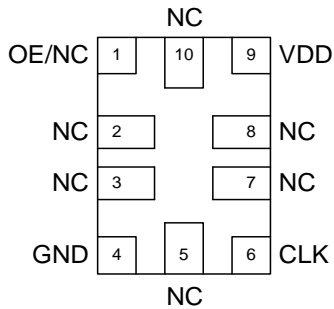 NC
OE/NC 1 10 9 VDD
NC 2 8 NC
NC 3 7 NC
GND 4 5 6 CLK
NC